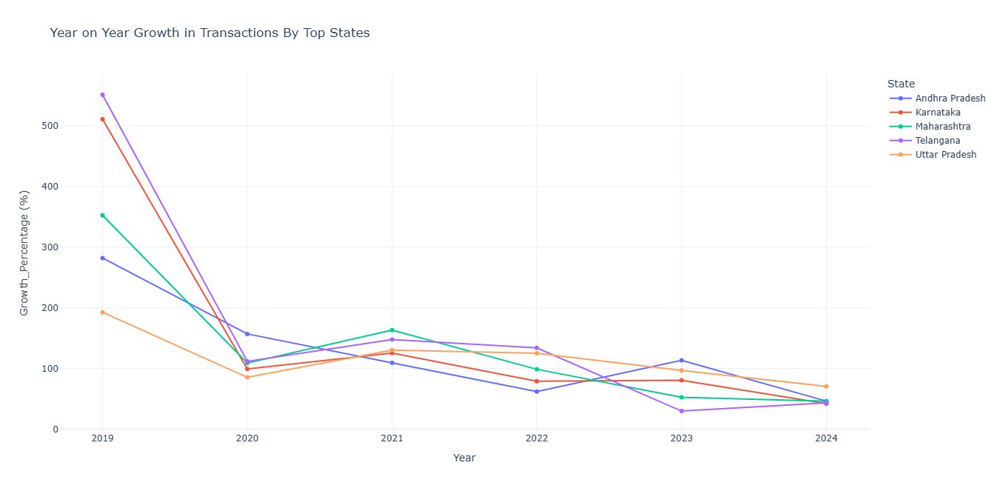 Year on Year Growth in Transactions By Top States
State
Andhra Pradesh
Karnataka
Maharashtra
Telangana
Uttar Pradesh
Growth_Percentage (%)
500
400
300
200
100
0
2019 2020 2021 2022 2023 2024
Year